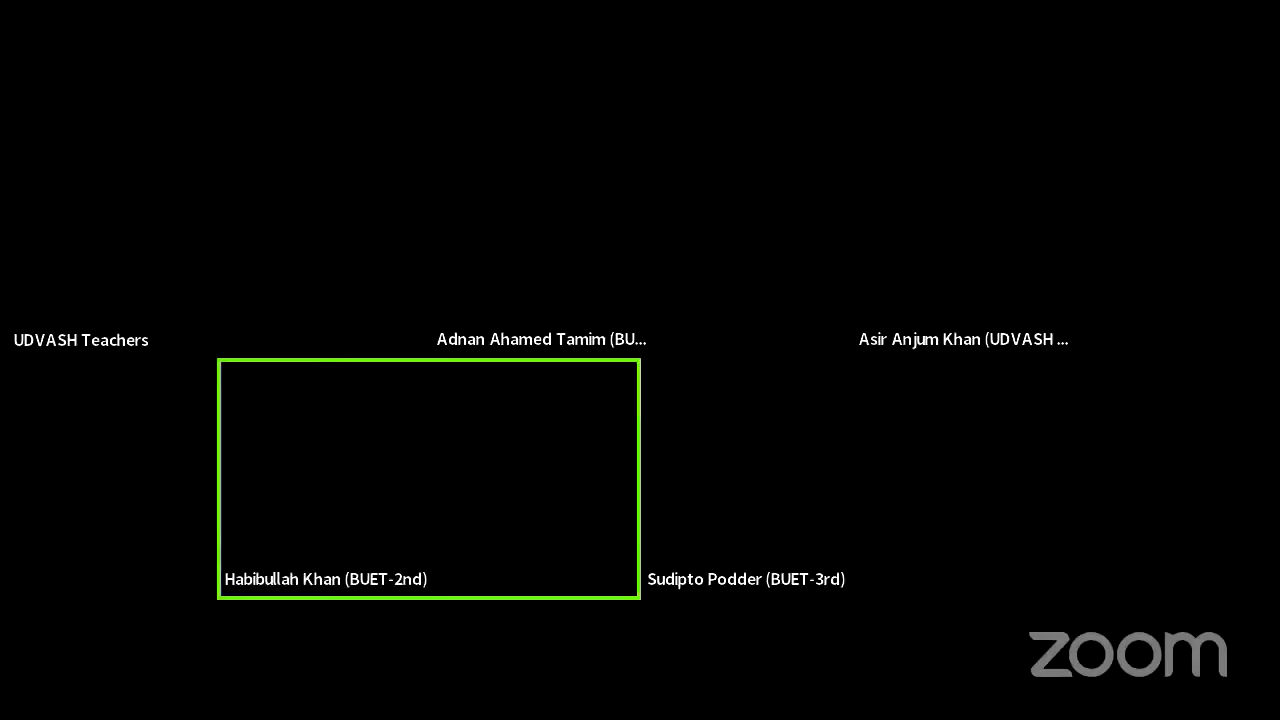 UDVASH Teachers
Adnan Ahamed Tamim (BU...
Asir Anjum Khan (UDVASH ...
Habibullah Khan (BUET-2nd)
Sudipto Podder (BUET-3rd)
zoom